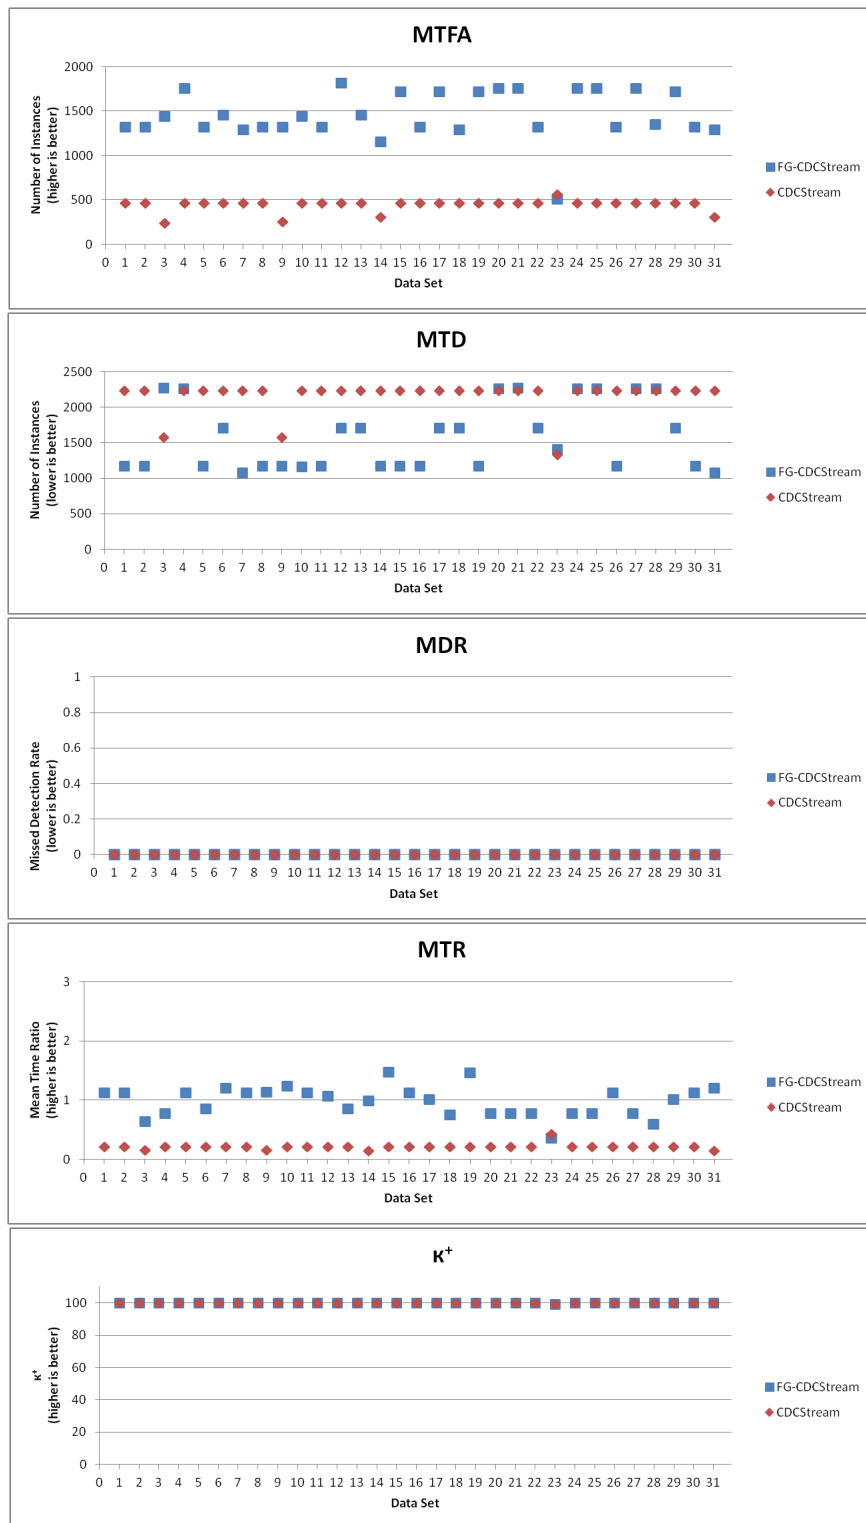 MTFA
Number of Instances
(higher is better)
2000
1500
1000
500
0
0 1 2 3 4 5 6 7 8 9 10 11 12 13 14 15 16 17 18 19 20 21 22 23 24 25 26 27 28 29 30 31
Data Set
FG-CDCStream
CDCStream
MTD
Number of Instances
(lower is better)
2500
2000
1500
1000
500
0
0 1 2 3 4 5 6 7 8 9 10 11 12 13 14 15 16 17 18 19 20 21 22 23 24 25 26 27 28 29 30 31
Data Set
FG-CDCStream
CDCStream
MDR
Missed Detection Rate
(lower is better)
1
0.8
0.6
0.4
0.2
0
0 1 2 3 4 5 6 7 8 9 10 11 12 13 14 15 16 17 18 19 20 21 22 23 24 25 26 27 28 29 30 31
Data Set
FG-CDCStream
CDCStream
MTR
Mean Time Ratio
(higher is better)
3
2
1
0
0 1 2 3 4 5 6 7 8 9 10 11 12 13 14 15 16 17 18 19 20 21 22 23 24 25 26 27 28 29 30 31
Data Set
FG-CDCStream
CDCStream
κ⁺
κ⁺
(higher is better)
100
80
60
40
20
0
0 1 2 3 4 5 6 7 8 9 10 11 12 13 14 15 16 17 18 19 20 21 22 23 24 25 26 27 28 29 30 31
Data Set
FG-CDCStream
CDCStream